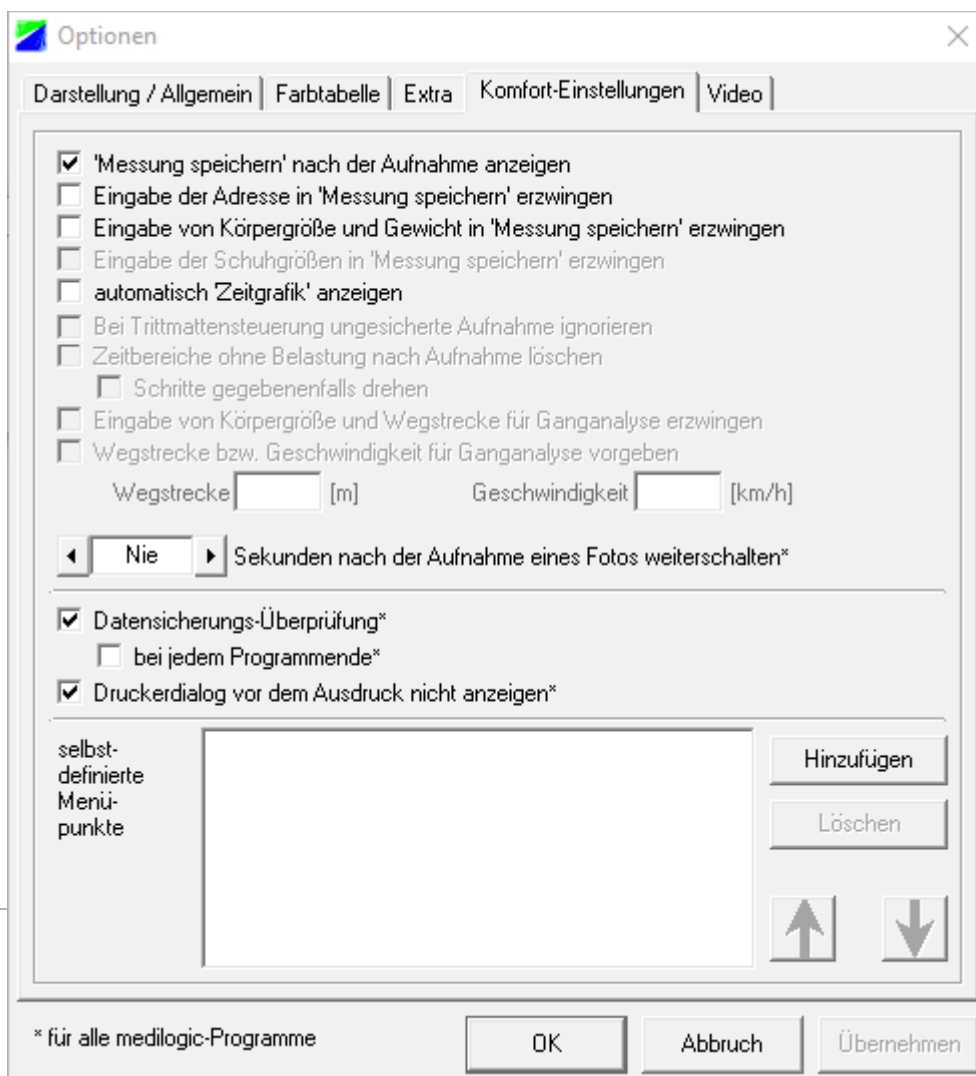 Optionen
Darstellung / Allgemein Farbtabelle Extra Komfort-Einstellungen Video
'Messung speichern' nach der Aufnahme anzeigen
Eingabe der Adresse in 'Messung speichern' erzwingen
Eingabe von Körpergröße und Gewicht in 'Messung speichern' erzwingen
Eingabe der Schuhgrößen in 'Messung speichern' erzwingen
automatisch 'Zeitgrafik' anzeigen
Bei Trittmattensteuerung ungesicherte Aufnahme ignorieren
Zeitbereiche ohne Belastung nach Aufnahme löschen
Schritte gegebenenfalls drehen
Eingabe von Körpergröße und Wegstrecke für Ganganalyse erzwingen
Wegstrecke bzw. Geschwindigkeit für Ganganalyse vorgeben
Wegstrecke [m] Geschwindigkeit [km/h]
Nie Sekunden nach der Aufnahme eines Fotos weiterschalten*
Datensicherungs-Überprüfung*
bei jedem Programmende*
Druckerdialog vor dem Ausdruck nicht anzeigen*
selbst-
definierte
Menü-
punkte
Hinzufügen
Löschen
* für alle medilogic-Programme
OK Abbruch Übernehmen